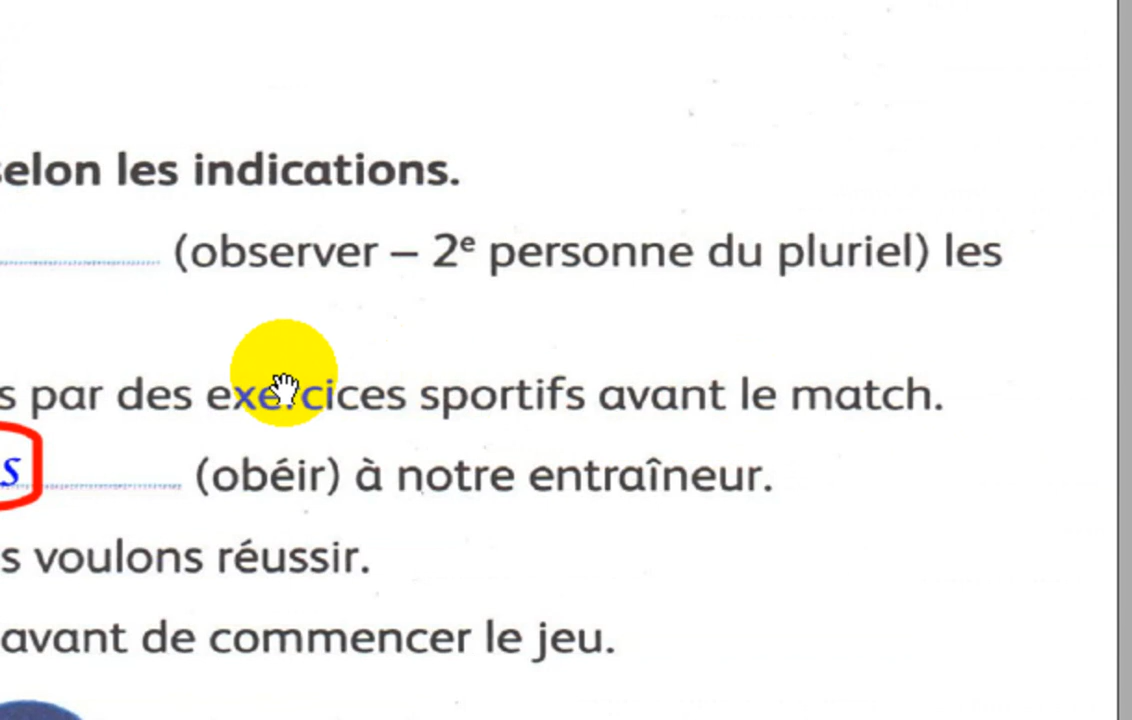 selon les indications.
(observer – 2e personne du pluriel) les
s par des exercices sportifs avant le match.
s (obéir) à notre entraîneur.
s voulons réussir.
avant de commencer le jeu.